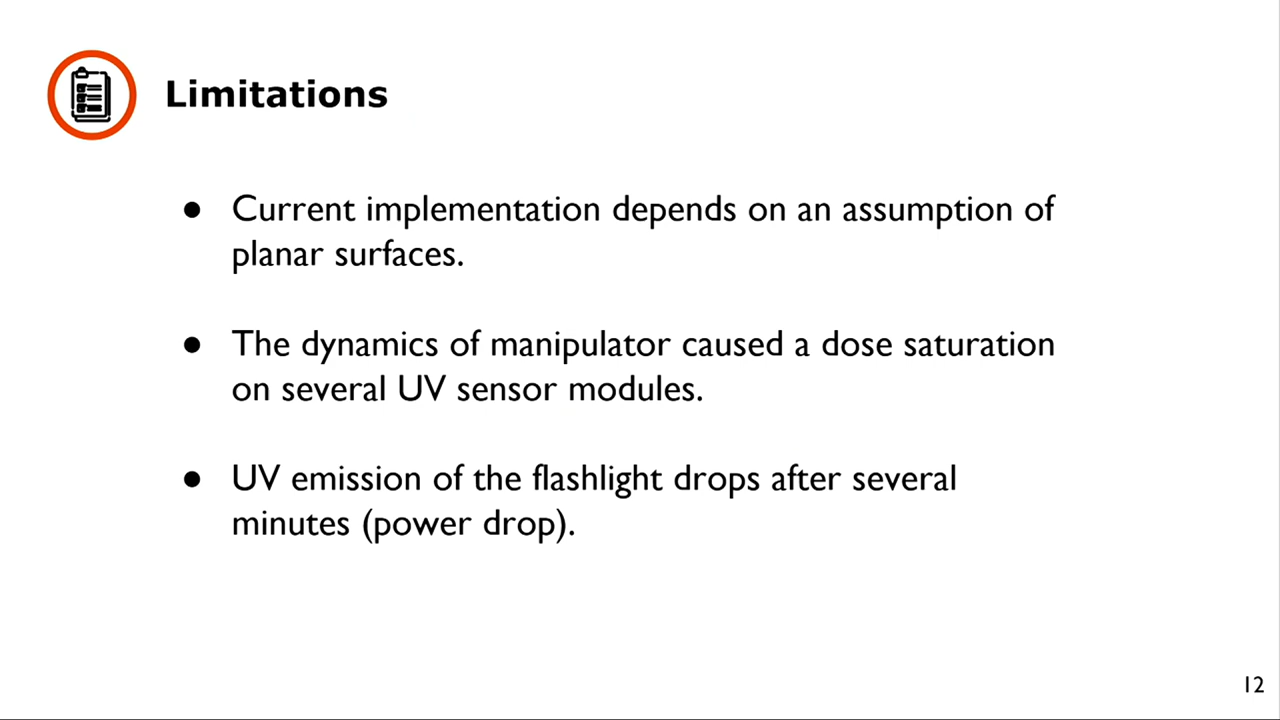 Limitations
● Current implementation depends on an assumption of
planar surfaces.
● The dynamics of manipulator caused a dose saturation
on several UV sensor modules.
● UV emission of the flashlight drops after several
minutes (power drop).
12